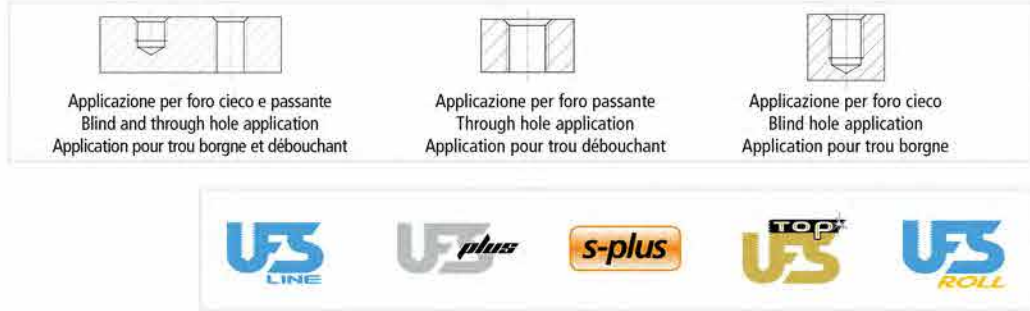 Applicazione per foro cieco e passante
Blind and through hole application
Application pour trou borgne et débouchant
Applicazione per foro passante
Through hole application
Application pour trou débouchant
Applicazione per foro cieco
Blind hole application
Application pour trou borgne
UFS LINE
UFS plus
s-plus
TOP UFS
UFS ROLL